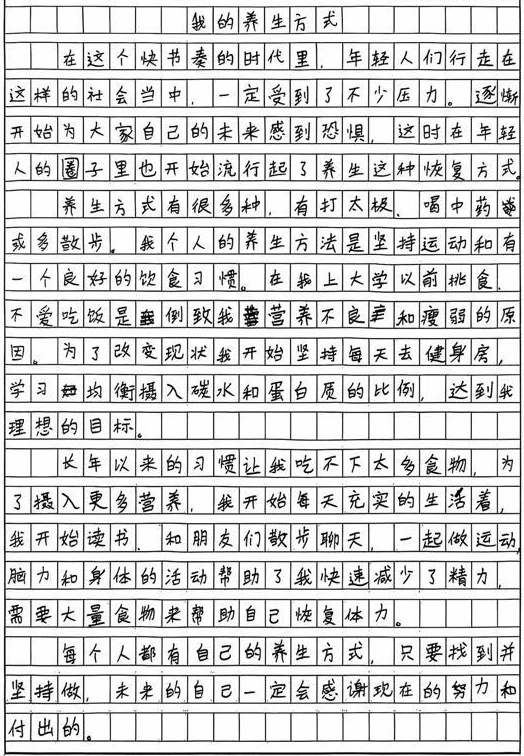 我的养生方式
在这个快节奏的时代里，年轻人们行走在
这样的社会当中，一定受到了不少压力。逐渐
开始为大家自己的未来感到恐惧，这时在年轻
人的圈子里也开始流行起了养生这种恢复方式。
养生方式有很多种，有打太极、喝中药
或多散步。我个人的养生方法是坚持运动和有
一个良好的饮食习惯。在我上大学以前挑食、
不爱吃饭是倒致我营养不良和瘦弱的原
因。为了改变现状我开始坚持每天去健身房，
学习均衡摄入碳水和蛋白质的比例，达到我
理想的目标。
长年以来的习惯让我吃不下太多食物，为
了摄入更多营养，我开始每天充实的生活着，
我开始读书、和朋友们散步聊天，一起做运动，
脑力和身体的活动帮助了我快速减少了精力，
需要大量食物来帮助自己恢复体力。
每个人都有自己的养生方式，只要找到并
坚持做，未来的自己一定会感谢现在的努力和
付出的。